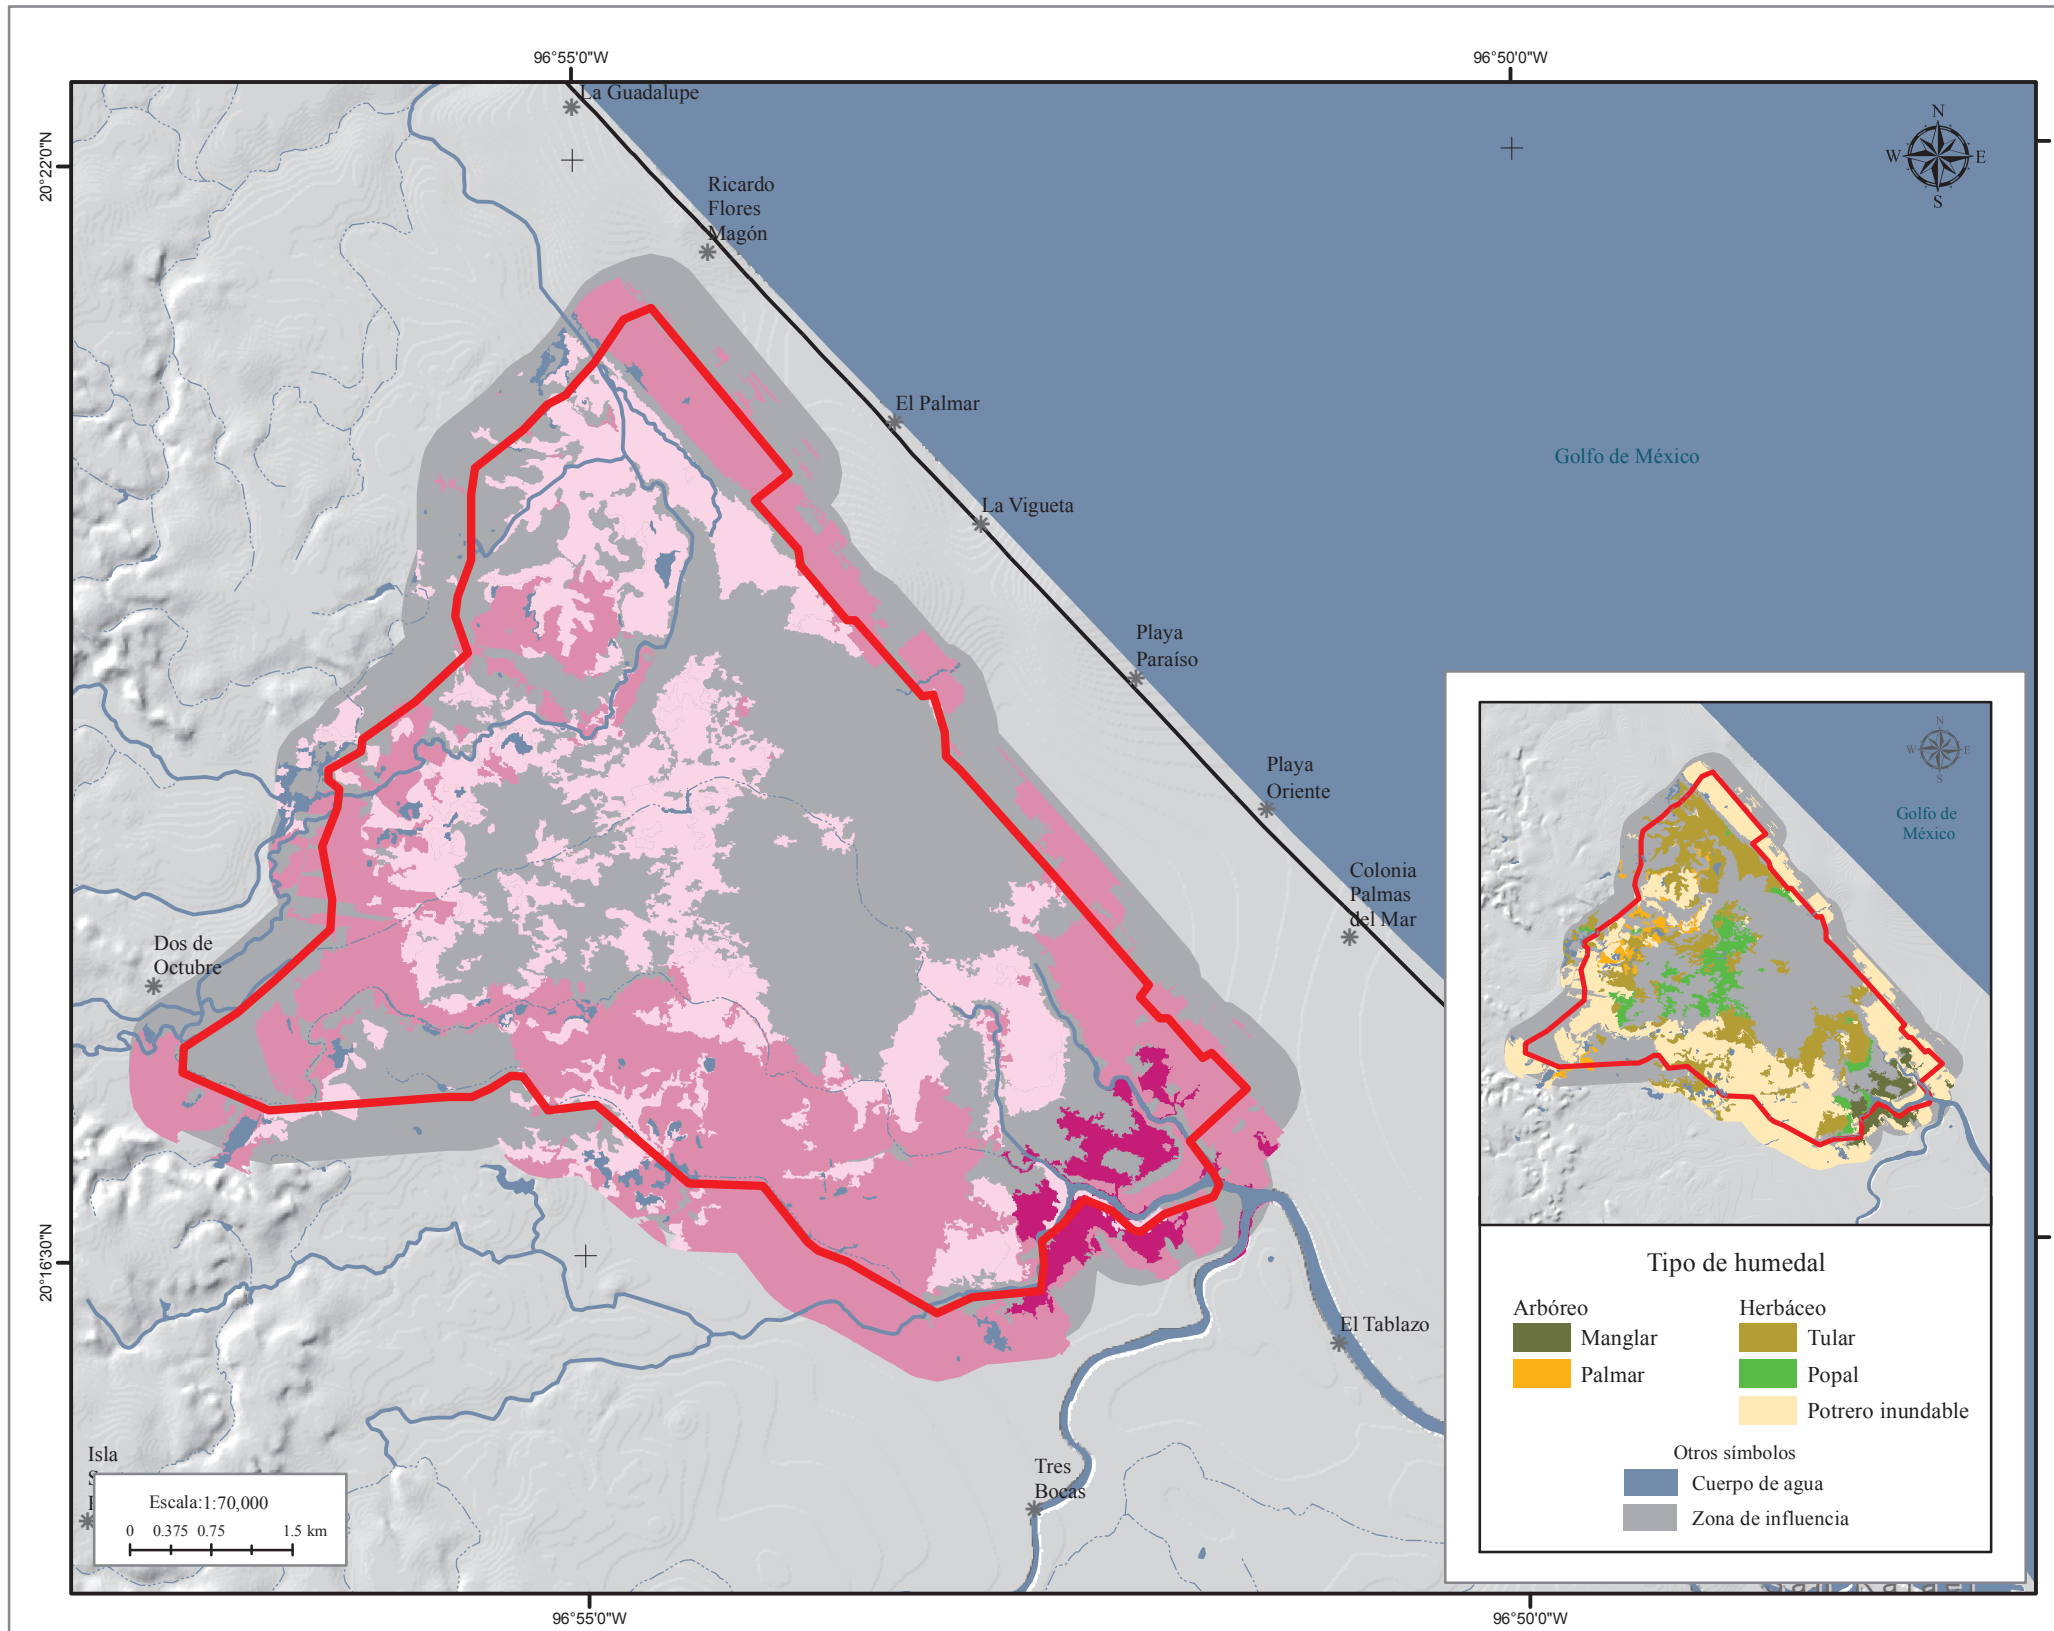 96°55'0"W
96°50'0"W
20°22'0"N
20°16'30"N
La Guadalupe
Ricardo
Flores
Magón
El Palmar
La Vigueta
Golfo de México
Playa
Paraíso
Playa
Oriente
Colonia
Palmas
del Mar
Dos de
Octubre
El Tablazo
Tres
Bocas
Isla
N
W
E
S
Escala:1:70,000
0 0.375 0.75 1.5 km
N
W
E
S
Golfo de
México
Tipo de humedal
Arbóreo
Manglar
Palmar
Herbáceo
Tular
Popal
Potrero inundable
Otros símbolos
Cuerpo de agua
Zona de influencia
96°55'0"W
96°50'0"W